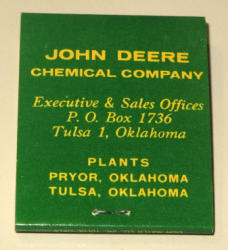 JOHN DEERE
CHEMICAL COMPANY
Executive & Sales Offices
P. O. Box 1736
Tulsa 1, Oklahoma
PLANTS
PRYOR, OKLAHOMA
TULSA, OKLAHOMA